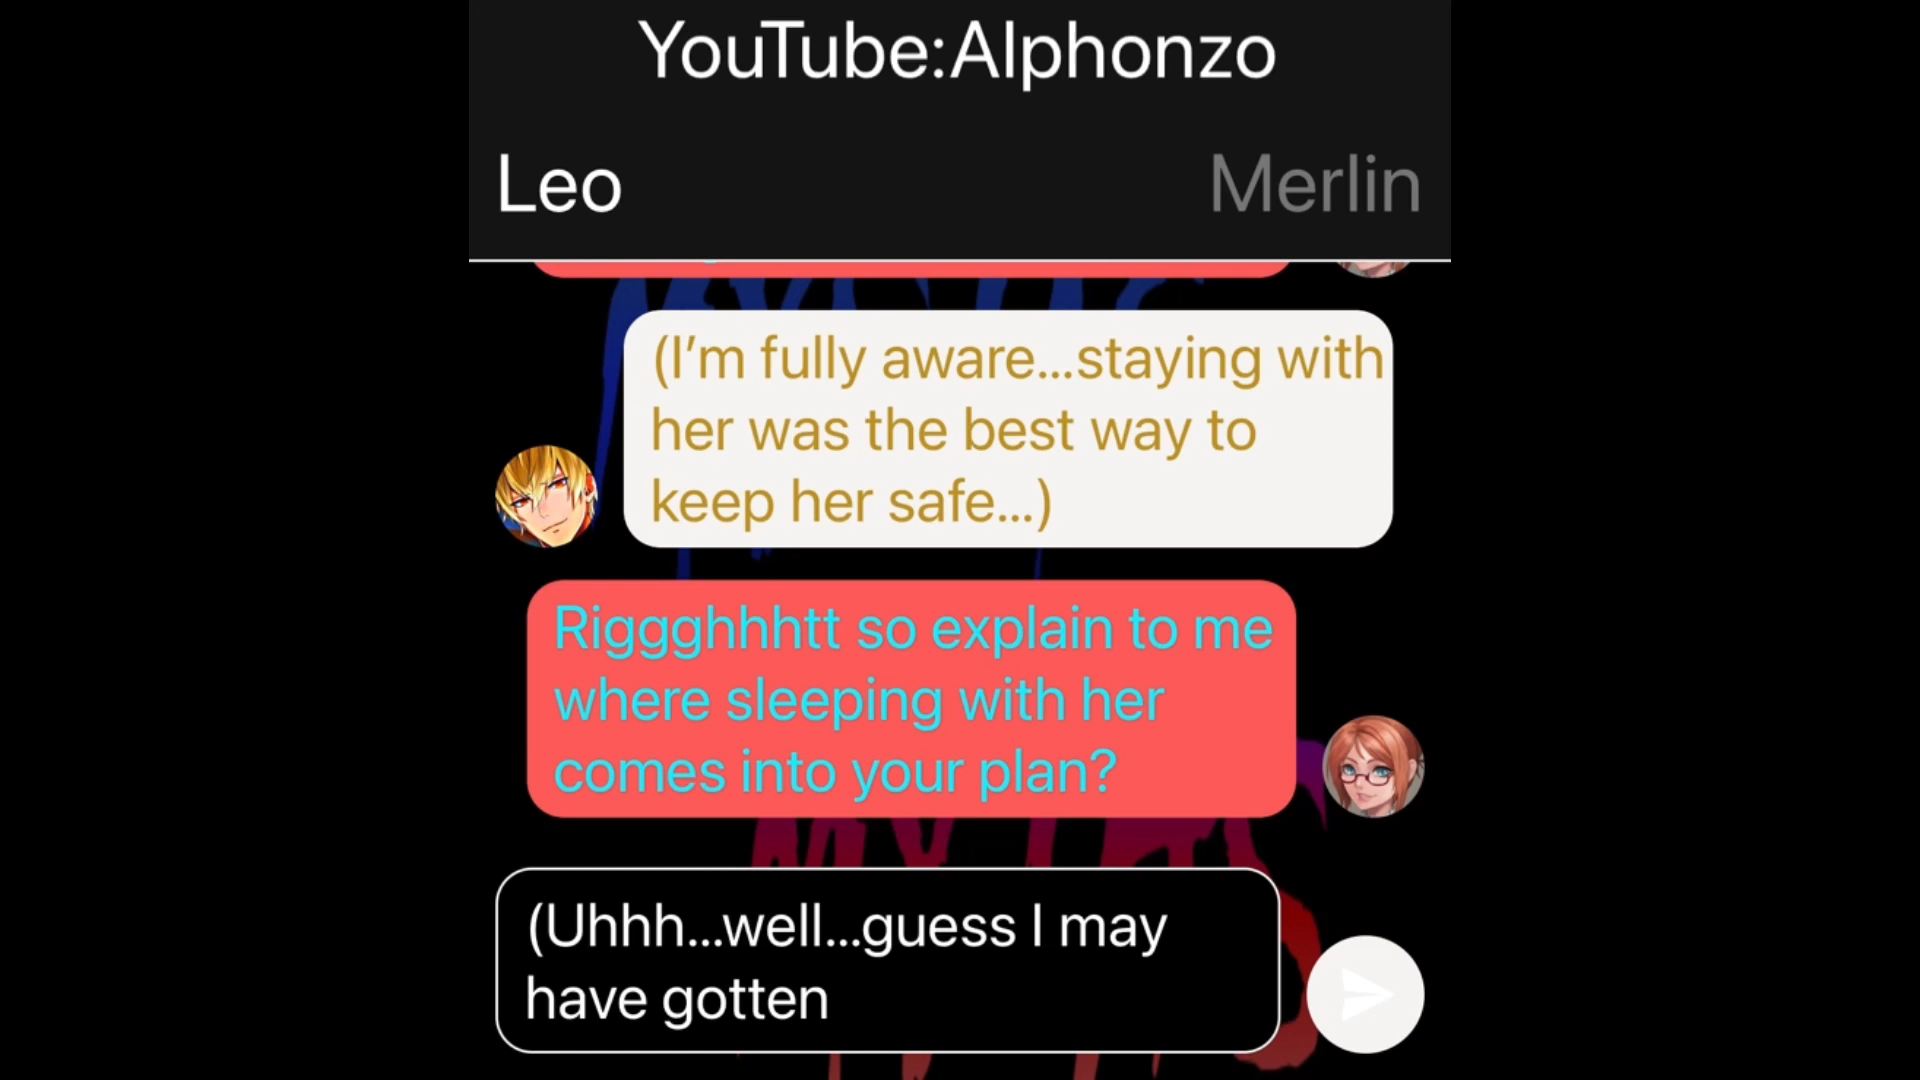 YouTube:Alphonzo
Leo
Merlin
(I’m fully aware...staying with
her was the best way to
keep her safe...)
Riggghhhtt so explain to me
where sleeping with her
comes into your plan?
(Uhhh...well...guess I may
have gotten